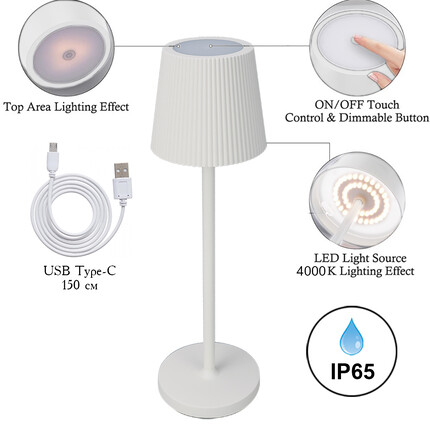 Top Area Lighting Effect
ON/OFF Touch
Control & Dimmable Button
USB Type-C
150 см
LED Light Source
4000K Lighting Effect
IP65